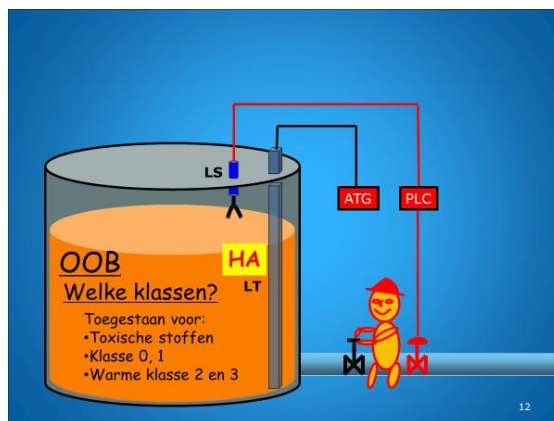 LS
ATG
PLC
HA
LT
OOB
Welke klassen?
Toegestaan voor:
•Toxische stoffen
•Klasse 0, 1
•Warme klasse 2 en 3
12